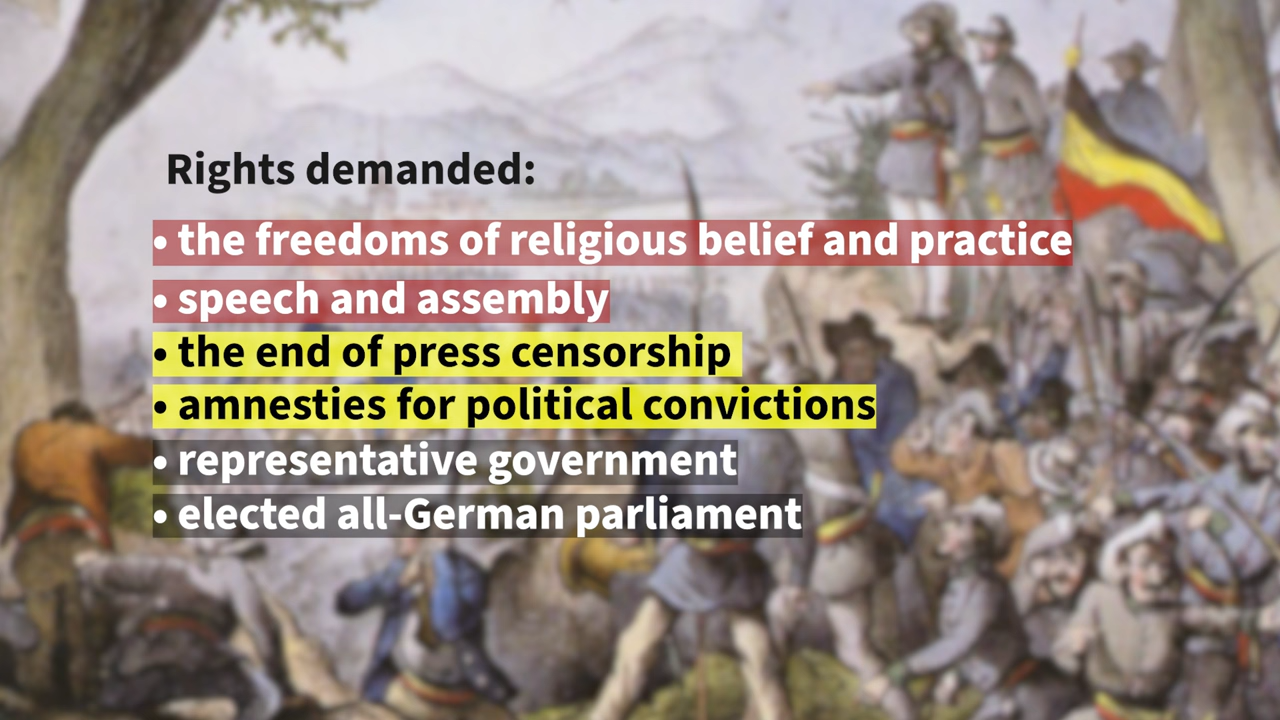 Rights demanded:
• the freedoms of religious belief and practice
• speech and assembly
• the end of press censorship
• amnesties for political convictions
• representative government
• elected all-German parliament